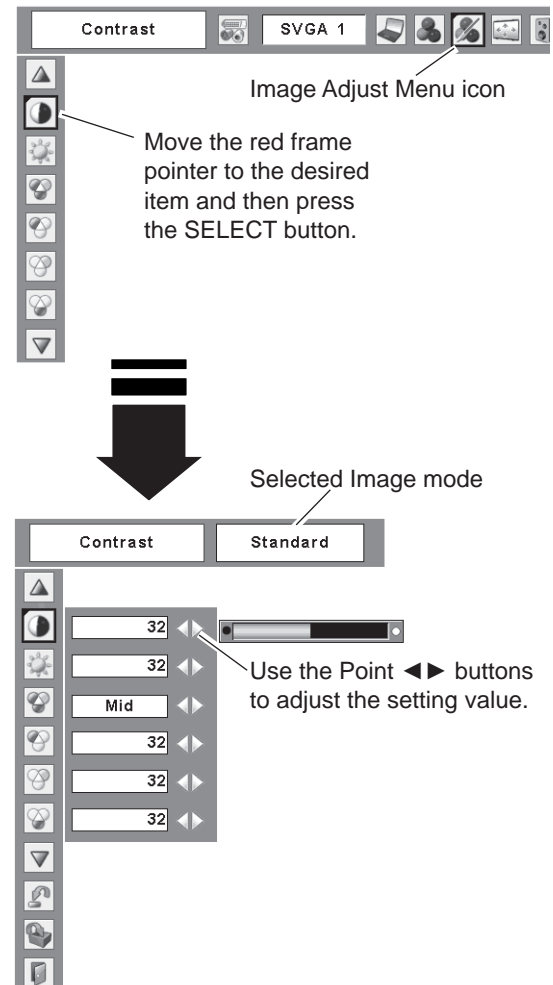 Contrast
SVGA 1
Image Adjust Menu icon
Move the red frame
pointer to the desired
item and then press
the SELECT button.
Selected Image mode
Contrast
Standard
32
32
Use the Point ◀▶ buttons
to adjust the setting value.
Mid
32
32
32